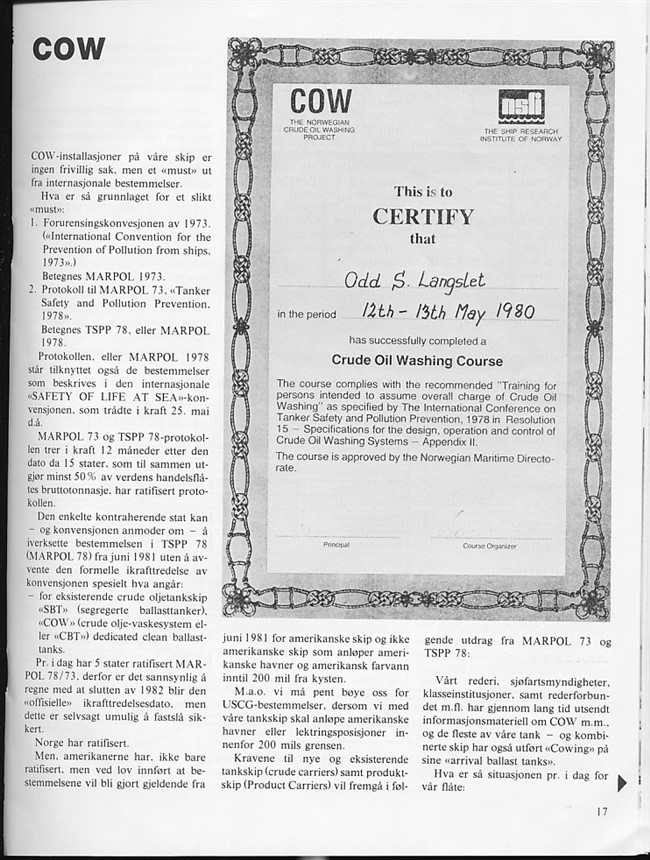 COW
COW-installasjoner på våre skip er
ingen frivillig sak, men et «must» ut
fra internasjonale bestemmelser.
Hva er så grunnlaget for et slikt
«must»:
1. Forurensingskonvesjonen av 1973.
(«International Convention for the
Prevention of Pollution from ships,
1973».)
Betegnes MARPOL 1973.
2. Protokoll til MARPOL 73, «Tanker
Safety and Pollution Prevention,
1978».
Betegnes TSPP 78, eller MARPOL
1978.
Protokollen, eller MARPOL 1978
står tilknyttet også de bestemmelser
som beskrives i den internasjonale
«SAFETY OF LIFE AT SEA»-kon-
vensjonen, som trådte i kraft 25. mai
d.å.
MARPOL 73 og TSPP 78-protokol-
len trer i kraft 12 måneder etter den
dato da 15 stater, som til sammen ut-
gjør minst 50% av verdens handelsflå-
tes bruttotonnasje, har ratifisert proto-
kollen.
Den enkelte kontraherende stat kan
– og konvensjonen anmoder om – å
iverksette bestemmelsen i TSPP 78
(MARPOL 78) fra juni 1981 uten å av-
vente den formelle ikrafttredelse av
konvensjonen spesielt hva angår:
– for eksisterende crude oljetankskip
«SBT» (segregerte ballasttanker),
«COW» (crude olje-vaskesystem el-
ler «CBT») dedicated clean ballast-
tanks.
Pr. i dag har 5 stater ratifisert MAR-
POL 78/73, derfor er det sannsynlig å
regne med at slutten av 1982 blir den
«offisielle» ikrafttredelsesdato, men
dette er selvsagt umulig å fastslå sik-
kert.
Norge har ratifisert.
Men, amerikanerne har, ikke bare
ratifisert, men ved lov innført at be-
stemmelsene vil bli gjort gjeldende fra
COW
THE NORWEGIAN
CRUDE OIL WASHING
PROJECT
nsfi
THE SHIP RESEARCH
INSTITUTE OF NORWAY
This is to
CERTIFY
that
Odd S. Langslet
in the period 12th - 13th May 1980
has successfully completed a
Crude Oil Washing Course
The course complies with the recommended "Training for
persons intended to assume overall charge of Crude Oil
Washing" as specified by The International Conference on
Tanker Safety and Pollution Prevention, 1978 in Resolution
15 – Specifications for the design, operation and control of
Crude Oil Washing Systems – Appendix II.
The course is approved by the Norwegian Maritime Directo-
rate.
Principal
Course Organizer
juni 1981 for amerikanske skip og ikke
amerikanske skip som anløper ameri-
kanske havner og amerikansk farvann
inntil 200 mil fra kysten.
M.a.o. vi må pent bøye oss for
USCG-bestemmelser, dersom vi med
våre tankskip skal anløpe amerikanske
havner eller lektringsposisjoner in-
nenfor 200 mils grensen.
Kravene til nye og eksisterende
tankskip (crude carriers) samt produkt-
skip (Product Carriers) vil fremgå i føl-
gende utdrag fra MARPOL 73 og
TSPP 78:
Vårt rederi, sjøfartsmyndigheter,
klasseinstitusjoner, samt rederforbun-
det m.fl. har gjennom lang tid utsendt
informasjonsmateriell om COW m.m.,
og de fleste av våre tank – og kombi-
nerte skip har også utført «Cowing» på
sine «arrival ballast tanks».
Hva er så situasjonen pr. i dag for
vår flåte:
17